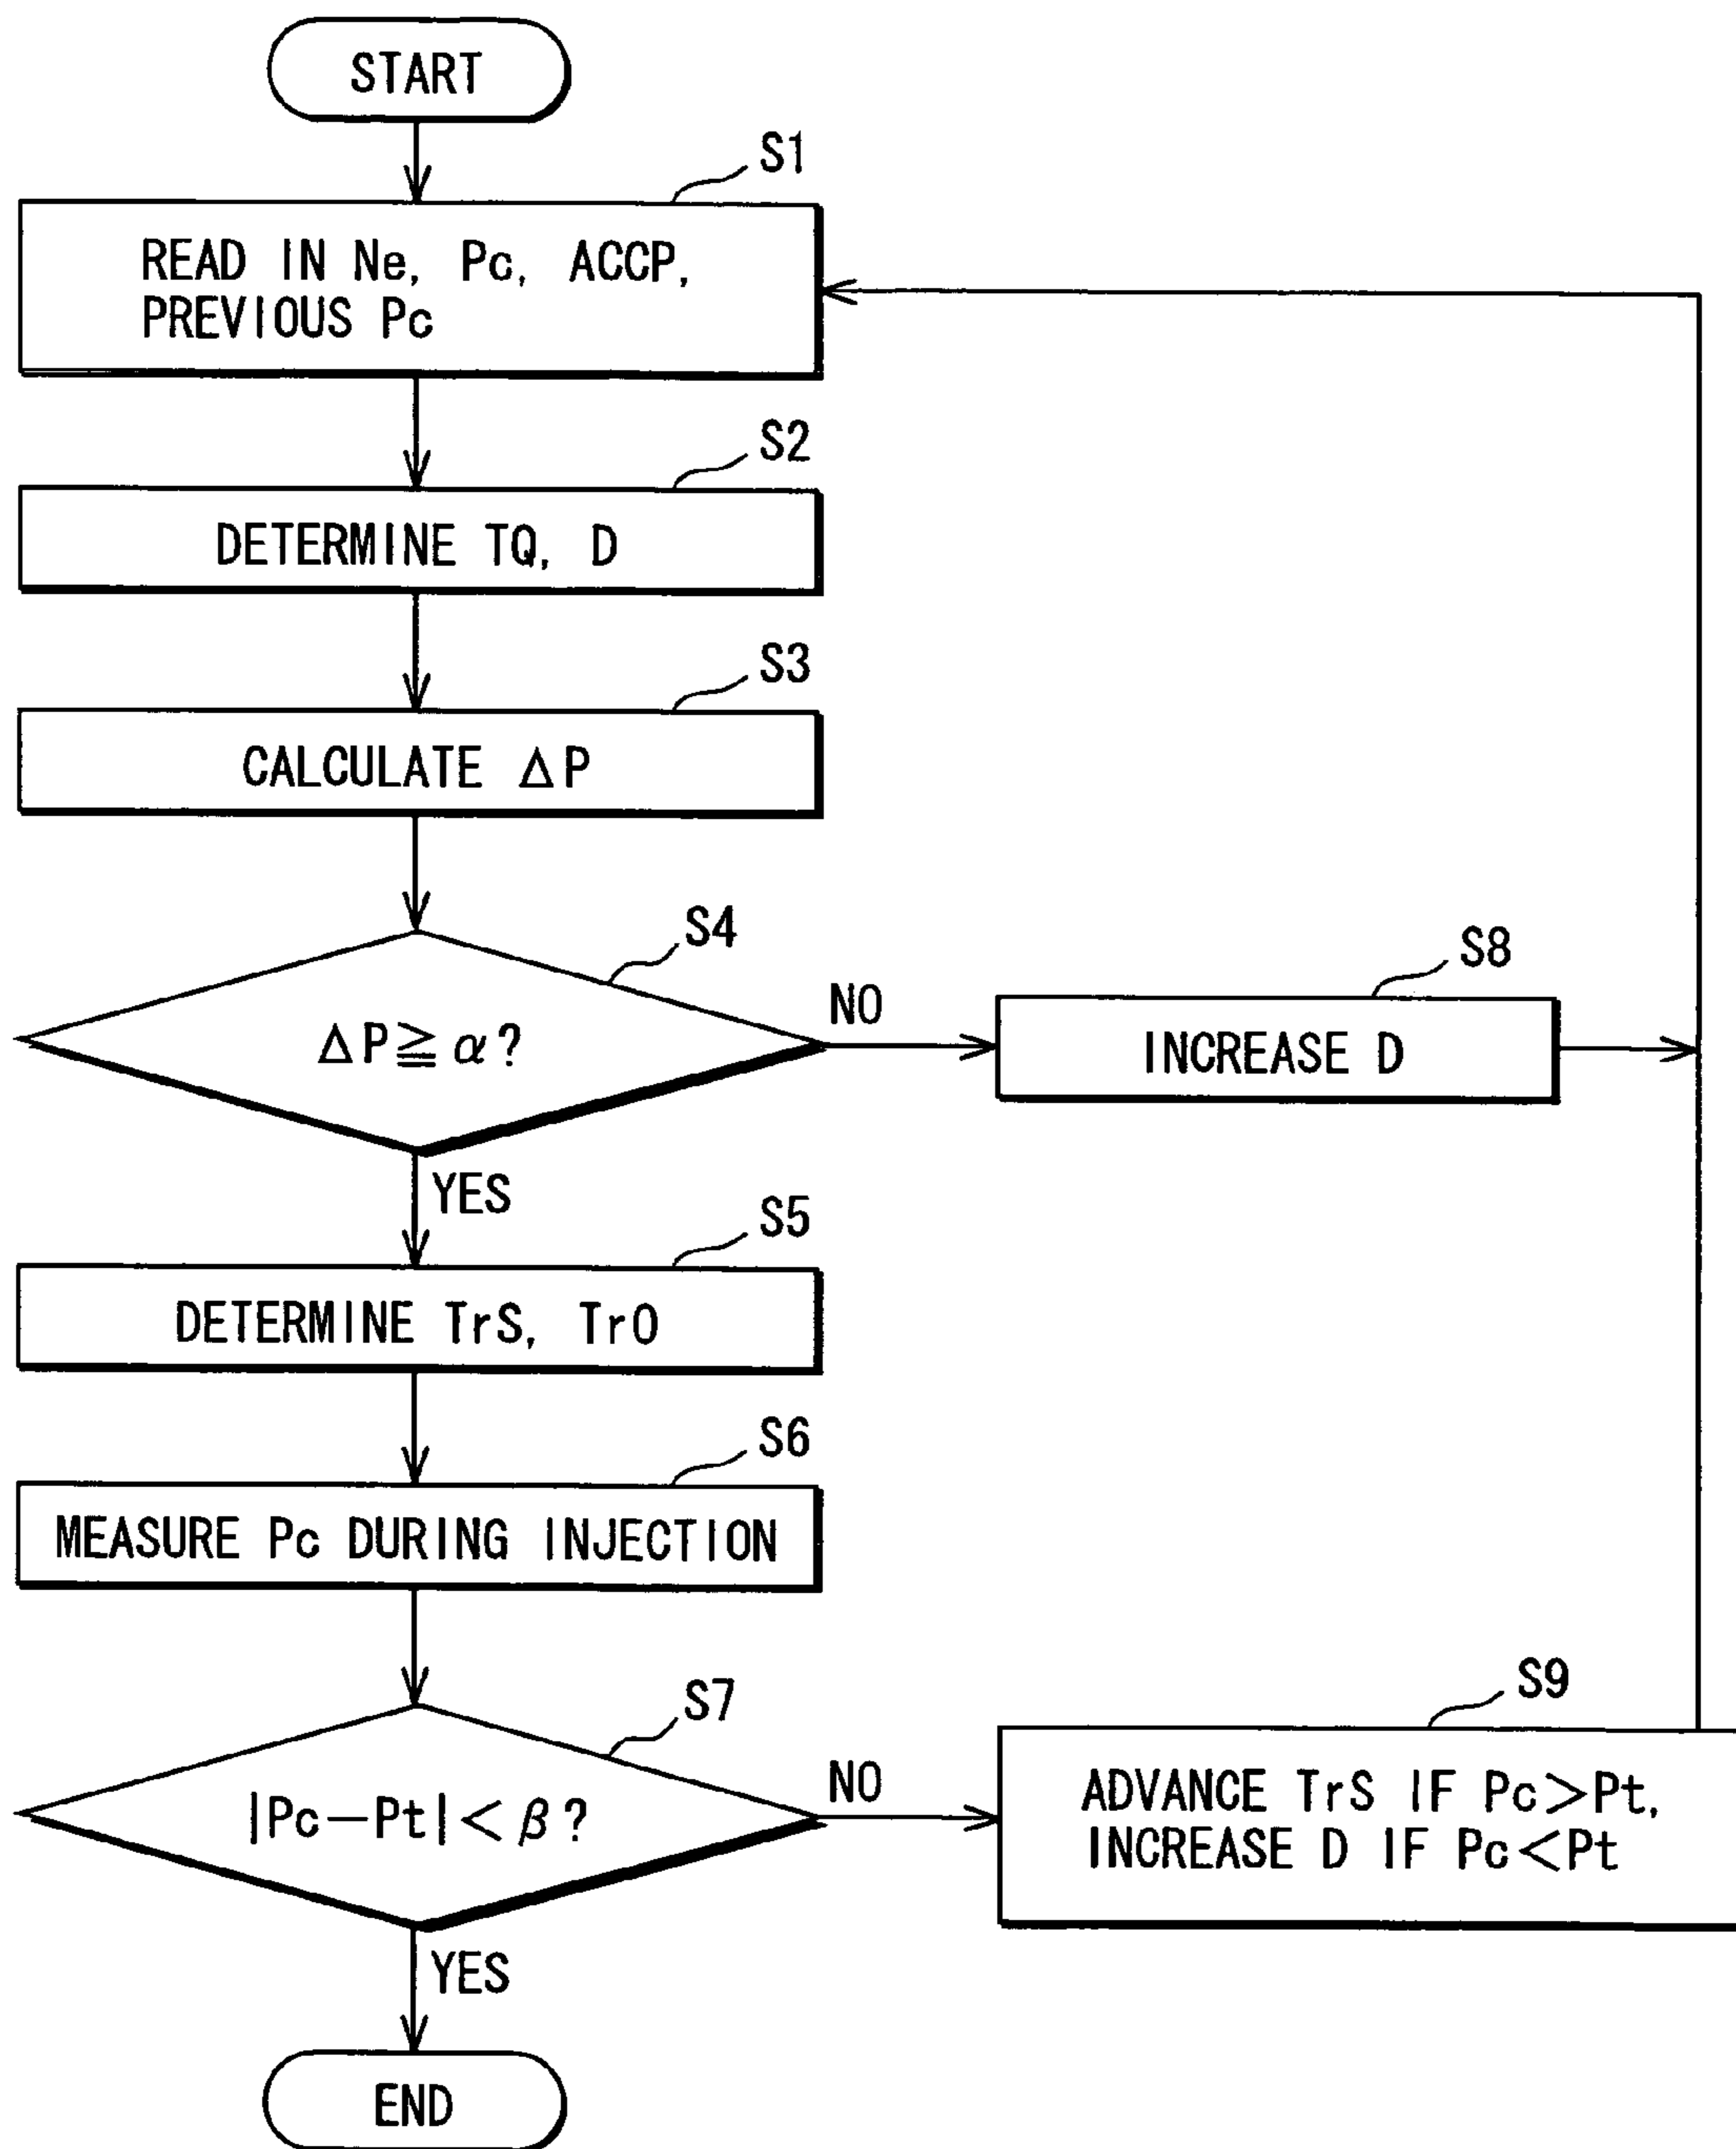 START
S1
READ IN Ne, Pc, ACCP,
PREVIOUS Pc
S2
DETERMINE TQ, D
S3
CALCULATE ΔP
S4
ΔP≧α?
NO
S8
INCREASE D
YES
S5
DETERMINE TrS, TrO
S6
MEASURE Pc DURING INJECTION
S7
|Pc-Pt|<β?
NO
S9
ADVANCE TrS IF Pc>Pt,
INCREASE D IF Pc<Pt
YES
END